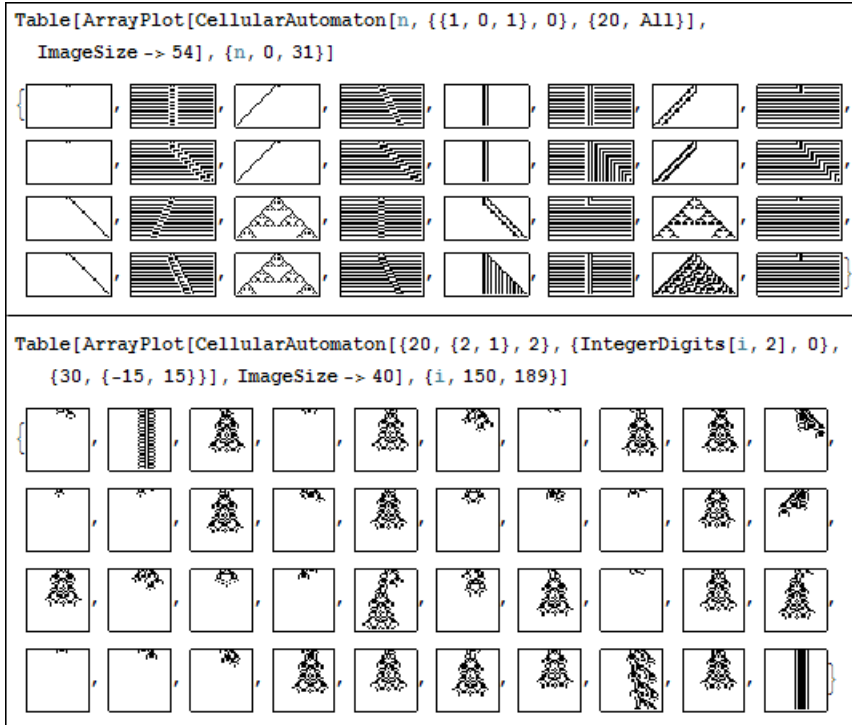 Table[ArrayPlot[CellularAutomaton[n, {{1, 0, 1}, 0}, {20, All}],
ImageSize -> 54], {n, 0, 31}]
{ , , , , , , , ,
, , , , , , , ,
, , , , , , , ,
, , , , , , , }
Table[ArrayPlot[CellularAutomaton[{20, {2, 1}, 2}, {IntegerDigits[i, 2], 0},
{30, {-15, 15}}], ImageSize -> 40], {i, 150, 189}]
{ , , , , , , , , , ,
, , , , , , , , , ,
, , , , , , , , , ,
, , , , , , , , , }